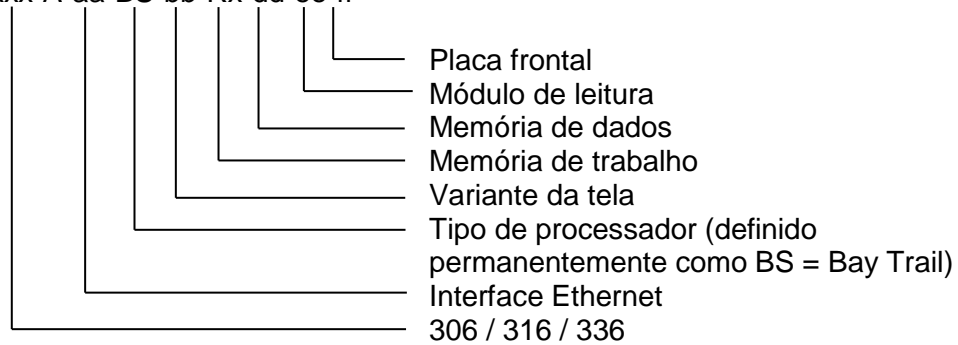 Placa frontal
Módulo de leitura
Memória de dados
Memória de trabalho
Variante da tela
Tipo de processador (definido
permanentemente como BS = Bay Trail)
Interface Ethernet
306 / 316 / 336